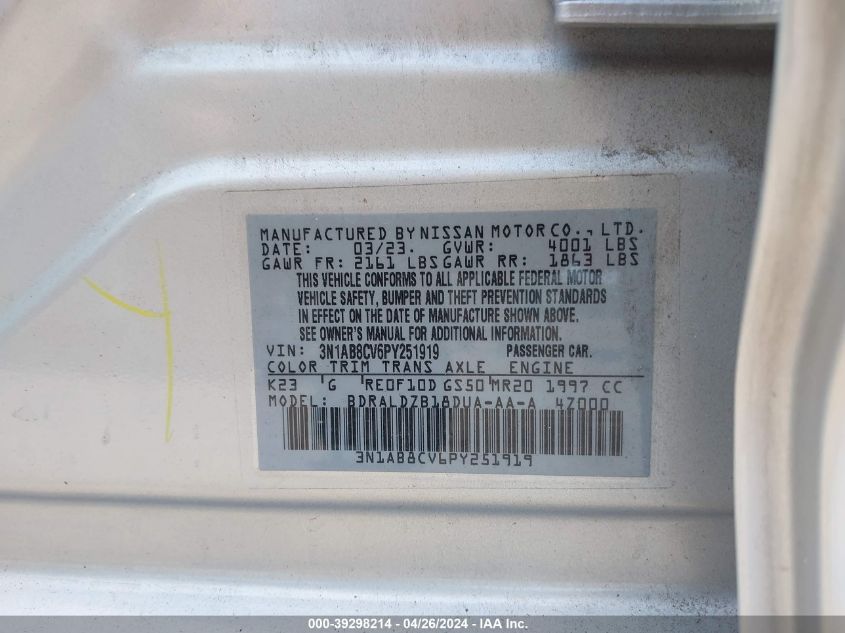 MANUFACTURED BY NISSAN MOTOR CO., LTD.
DATE: 03/23. GVWR: 4001 LBS
GAWR FR: 2161 LBS GAWR RR: 1863 LBS
THIS VEHICLE CONFORMS TO ALL APPLICABLE FEDERAL MOTOR
VEHICLE SAFETY, BUMPER AND THEFT PREVENTION STANDARDS
IN EFFECT ON THE DATE OF MANUFACTURE SHOWN ABOVE.
SEE OWNER'S MANUAL FOR ADDITIONAL INFORMATION.
VIN: 3N1AB8CV6PY251919 PASSENGER CAR.
COLOR TRIM TRANS AXLE ENGINE
K23 'G 'RE0F10D GS50'MR20 1997 CC
MODEL: BDRALDZB18DUA-AA-A 4Z000
3N1AB8CV6PY251919
000-39298214 - 04/26/2024 - IAA Inc.